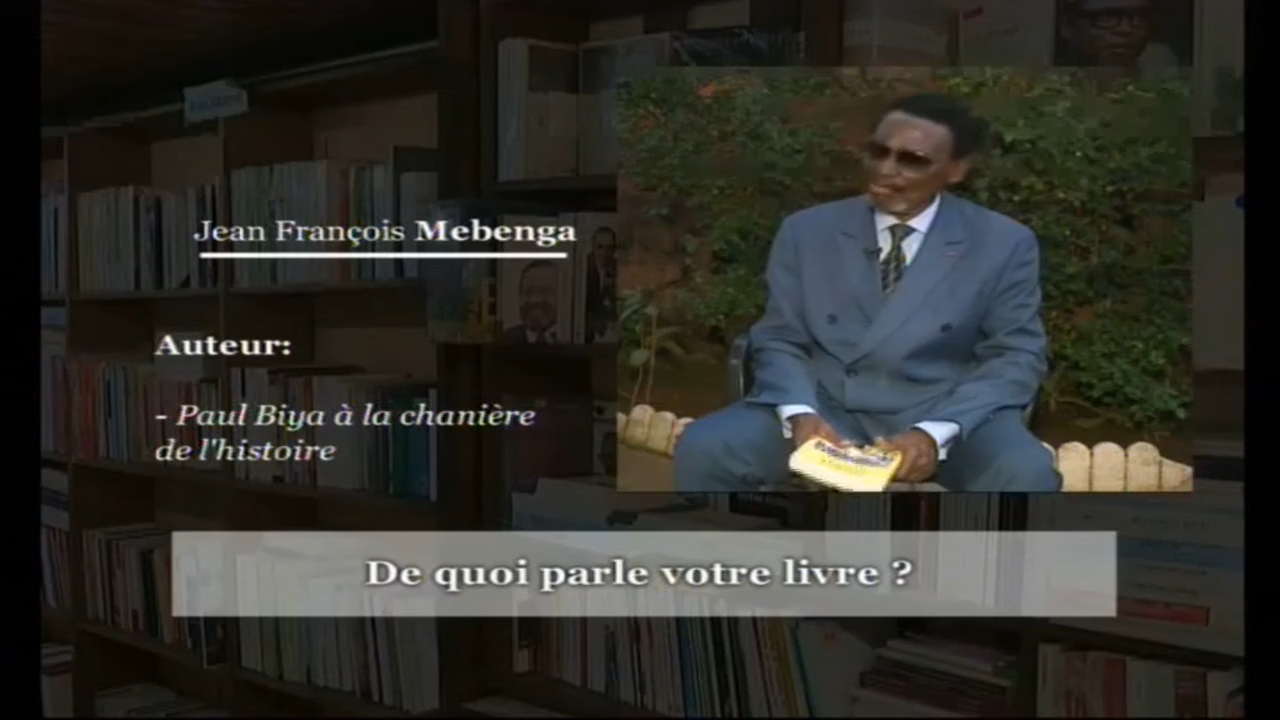 Jean François Mebenga
Auteur:
- Paul Biya à la chanière
de l'histoire
De quoi parle votre livre ?